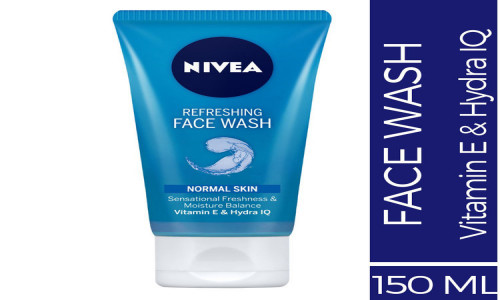 NIVEA
REFRESHING
FACE WASH
NORMAL SKIN
Sensational Freshness &
Moisture Balance
Vitamin E & Hydra IQ
FACE WASH
Vitamin E & Hydra IQ
150 ML